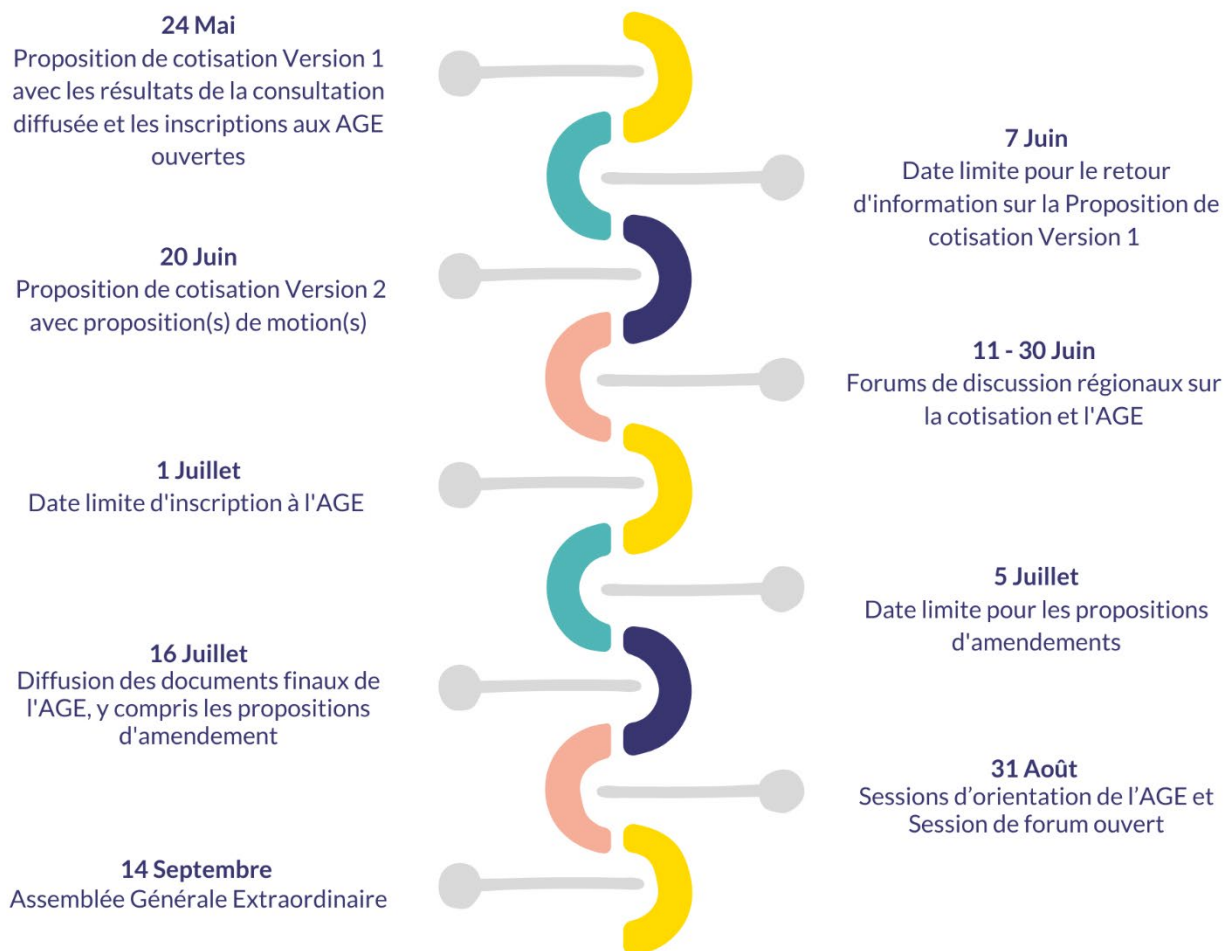 24 Mai
Proposition de cotisation Version 1
avec les résultats de la consultation
diffusée et les inscriptions aux AGE
ouvertes
7 Juin
Date limite pour le retour
d'information sur la Proposition de
cotisation Version 1
20 Juin
Proposition de cotisation Version 2
avec proposition(s) de motion(s)
11 - 30 Juin
Forums de discussion régionaux sur
la cotisation et l'AGE
1 Juillet
Date limite d'inscription à l'AGE
5 Juillet
Date limite pour les propositions
d'amendements
16 Juillet
Diffusion des documents finaux de
l'AGE, y compris les propositions
d'amendement
31 Août
Sessions d’orientation de l’AGE et
Session de forum ouvert
14 Septembre
Assemblée Générale Extraordinaire